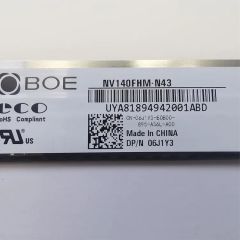 BOE
NV140FHM-N43
eco
RoHS Compliant
UYA81894942001ABD
Made In CHINA
DP/N 06J1Y3
US